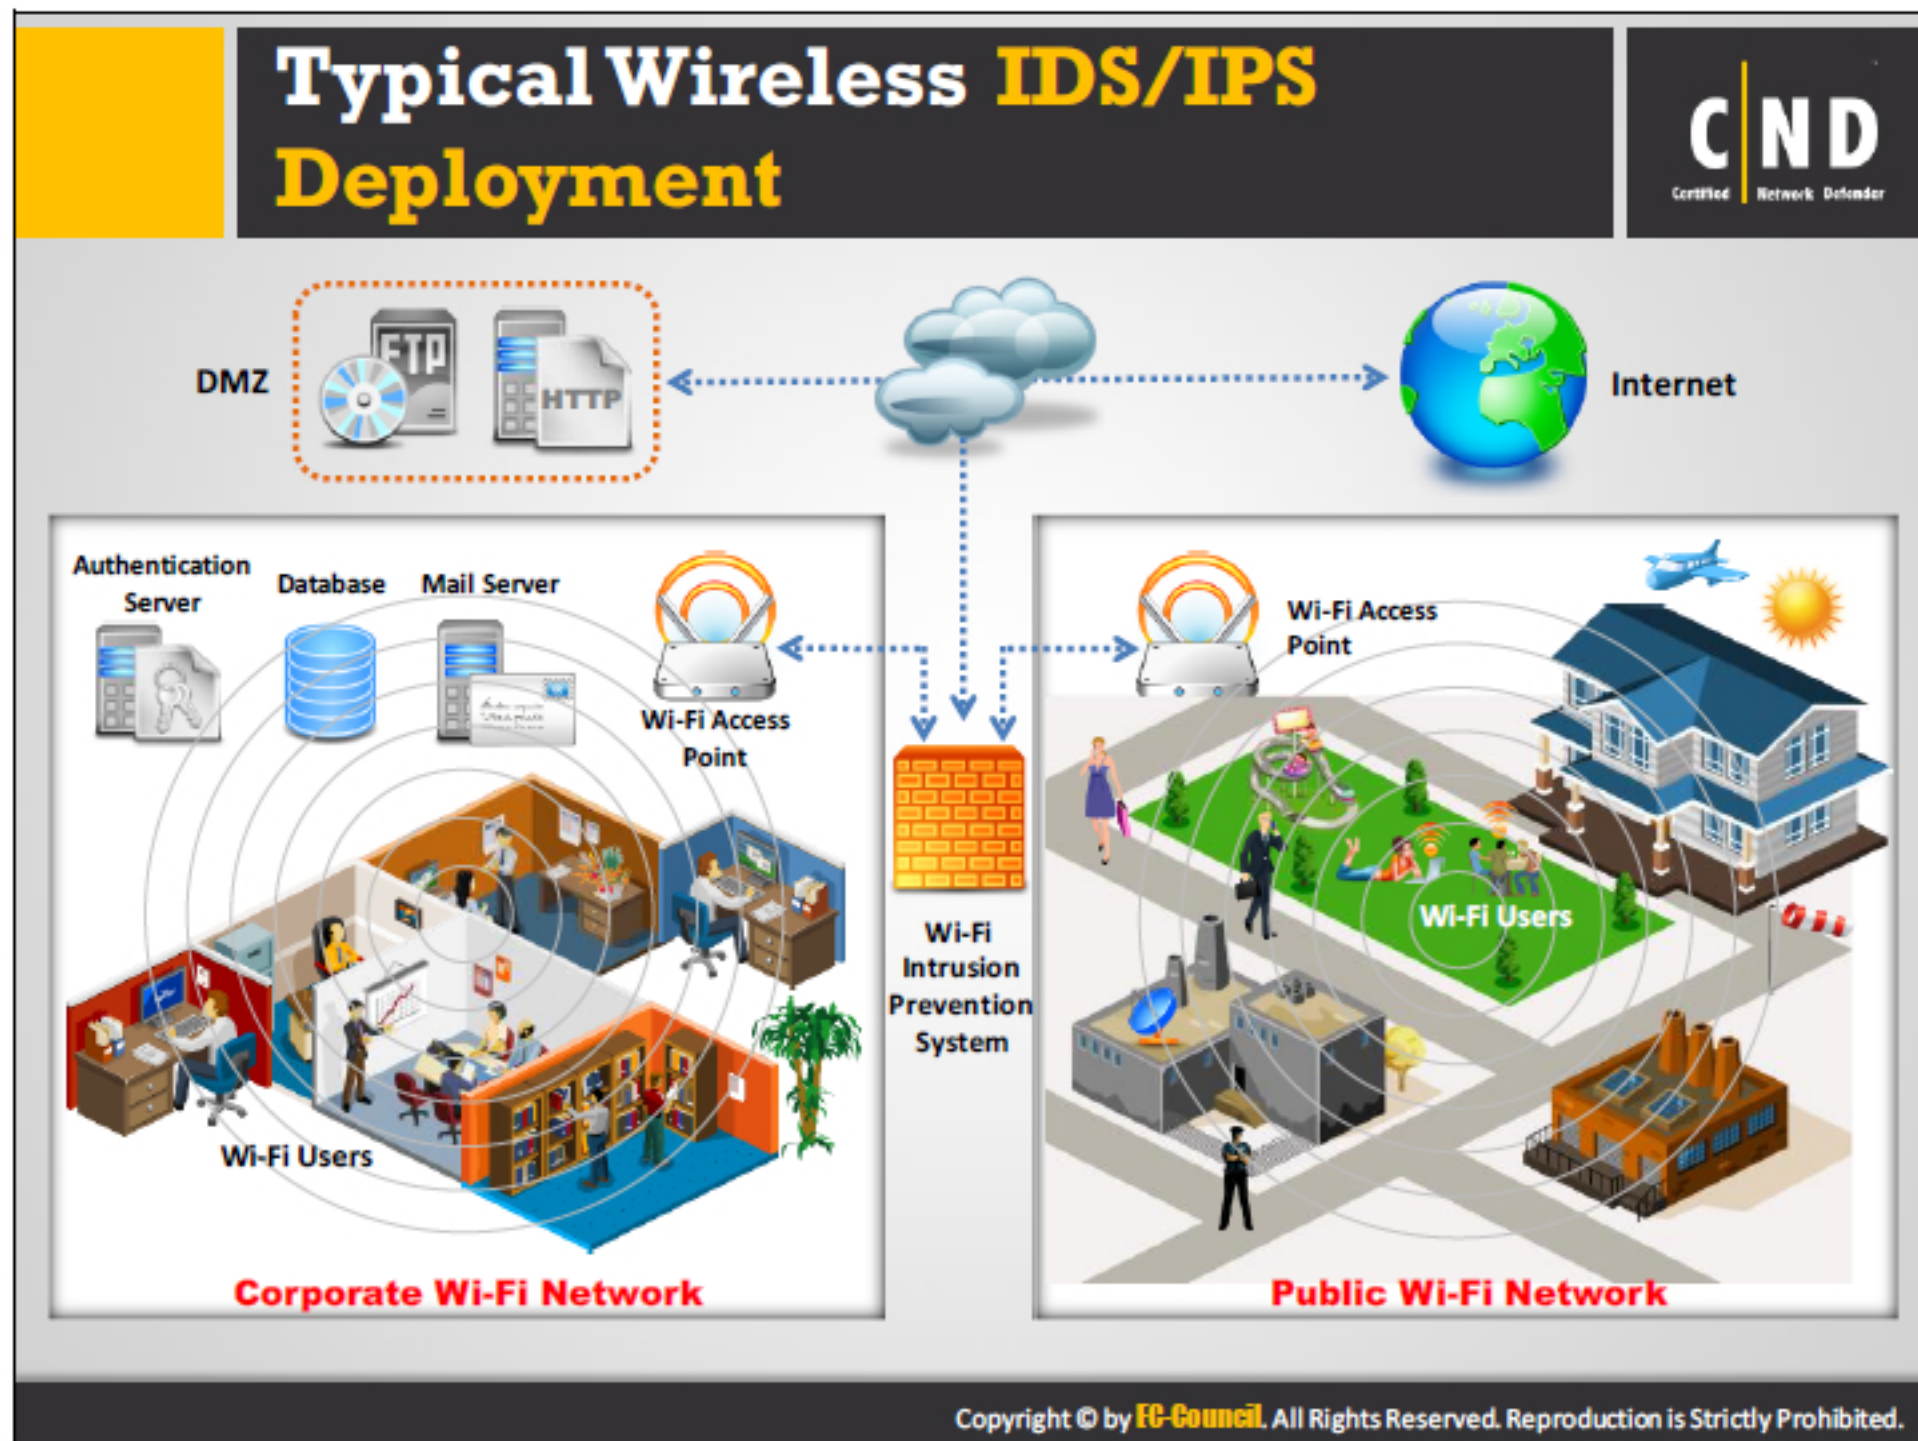 Typical Wireless IDS/IPS
Deployment
C|ND
Certified Network Defender
DMZ
FTP
HTTP
Internet
Authentication
Server
Database
Mail Server
Wi-Fi Access
Point
Wi-Fi Access
Point
Wi-Fi
Intrusion
Prevention
System
Wi-Fi Users
Wi-Fi Users
Corporate Wi-Fi Network
Public Wi-Fi Network
Copyright © by EC-Council. All Rights Reserved. Reproduction is Strictly Prohibited.